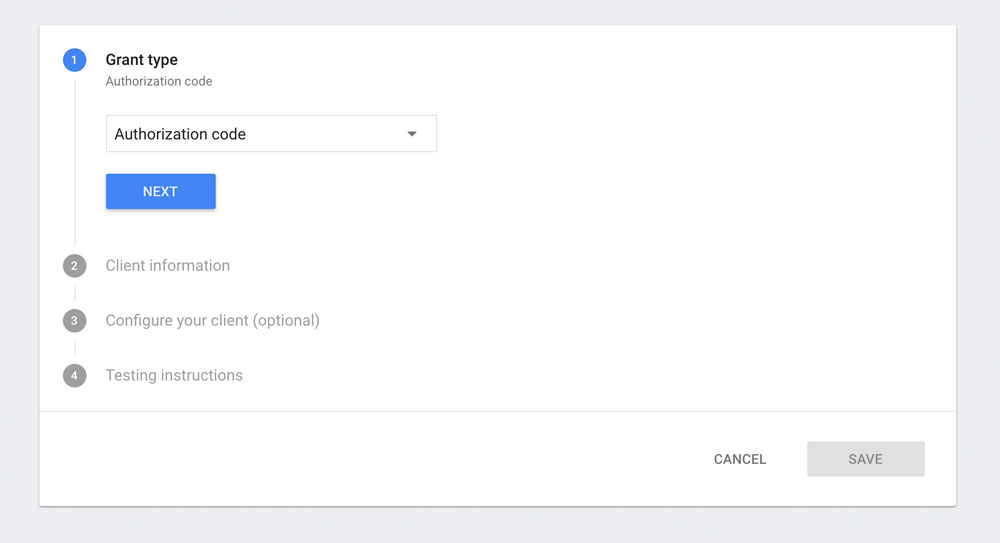 1 Grant type
Authorization code
Authorization code
NEXT
2 Client information
3 Configure your client (optional)
4 Testing instructions
CANCEL SAVE